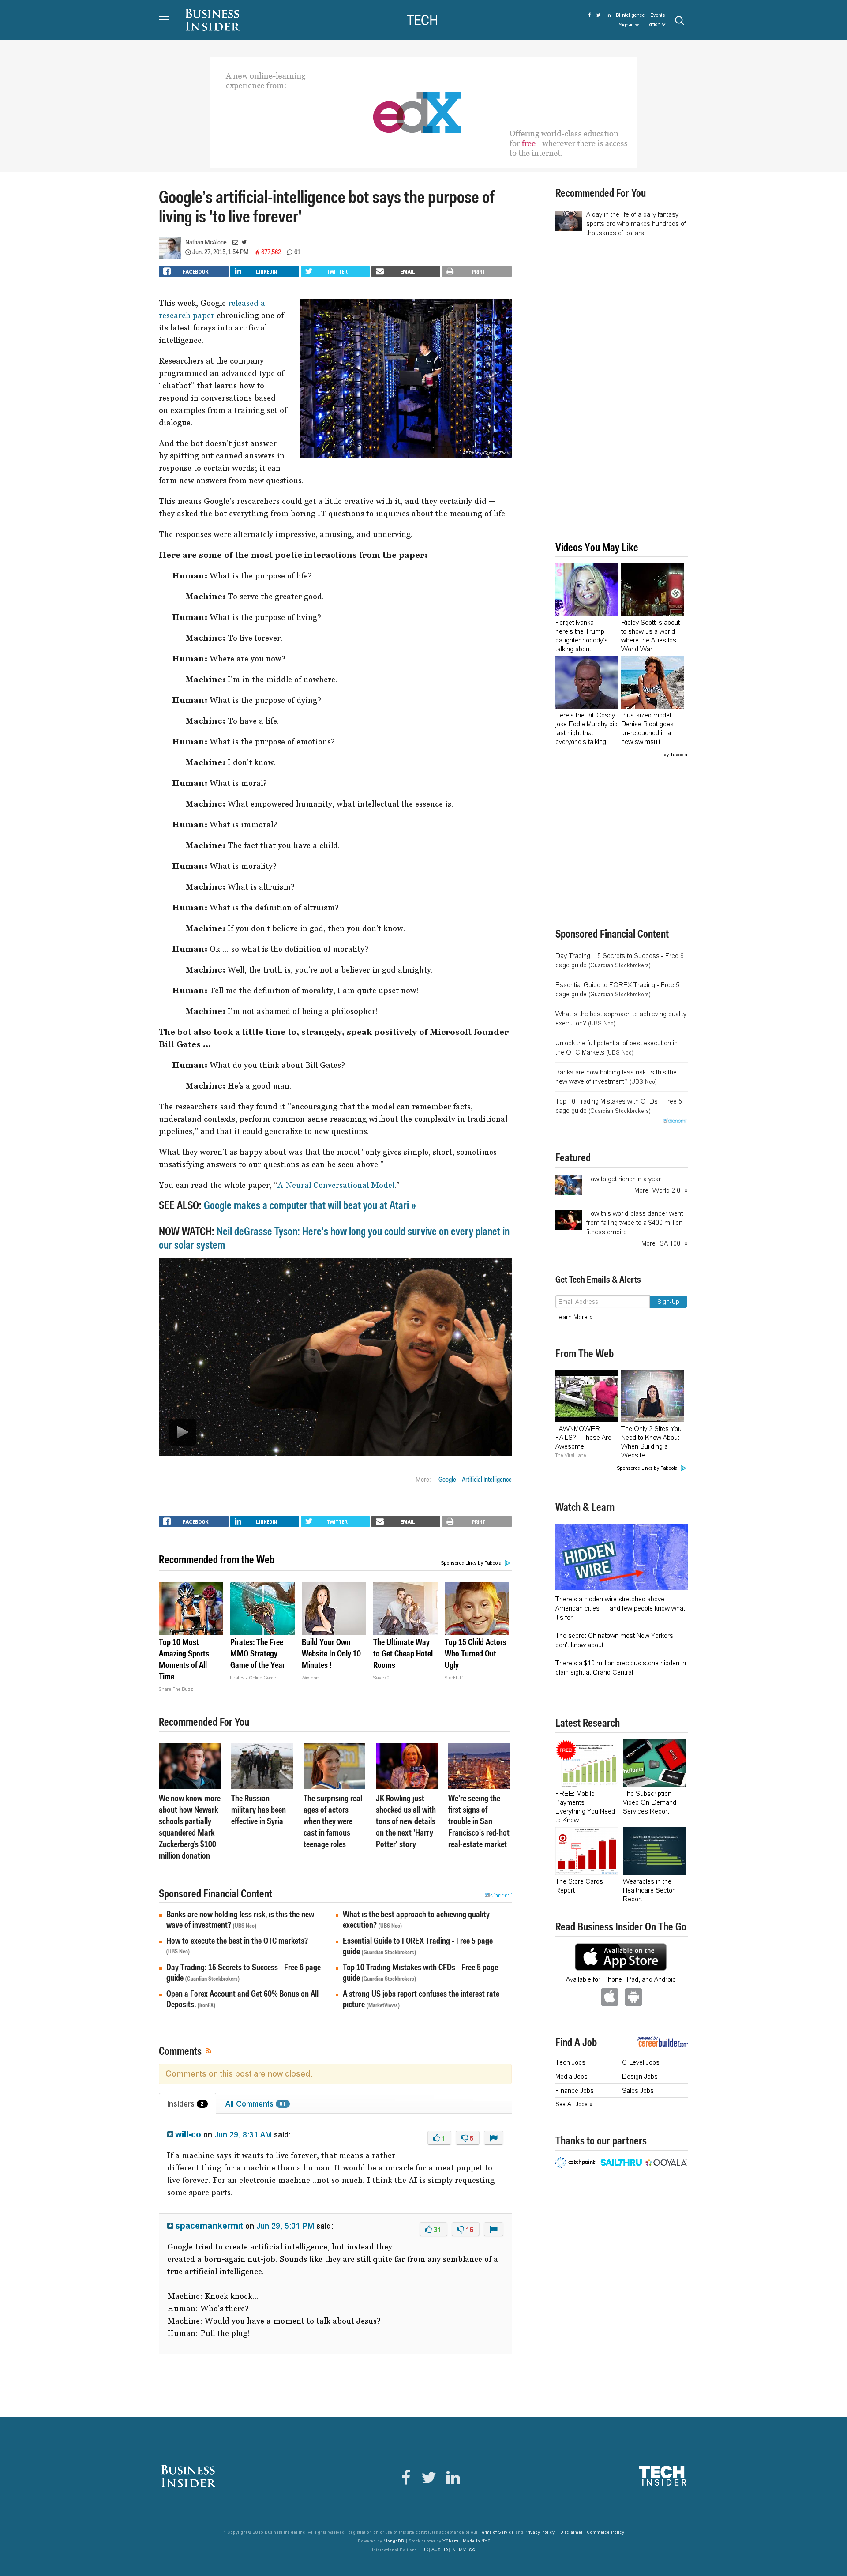 BUSINESS
INSIDER
TECH
BI Intelligence Events
Sign-in Edition
A new online-learning
experience from:
edX
Offering world-class education
for free—wherever there is access
to the internet.
Google's artificial-intelligence bot says the purpose of
living is 'to live forever'
Nathan McAlone
Jun. 27, 2015, 1:54 PM 377,562 61
FACEBOOK LINKEDIN TWITTER EMAIL PRINT
This week, Google released a
research paper chronicling one of
its latest forays into artificial
intelligence.
Researchers at the company
programmed an advanced type of
“chatbot” that learns how to
respond in conversations based
on examples from a training set of
dialogue.
And the bot doesn't just answer
by spitting out canned answers in
response to certain words; it can
form new answers from new questions.
This means Google's researchers could get a little creative with it, and they certainly did —
they asked the bot everything from boring IT questions to inquiries about the meaning of life.
The responses were alternately impressive, amusing, and unnerving.
Here are some of the most poetic interactions from the paper:
Human: What is the purpose of life?
Machine: To serve the greater good.
Human: What is the purpose of living?
Machine: To live forever.
Human: Where are you now?
Machine: I'm in the middle of nowhere.
Human: What is the purpose of dying?
Machine: To have a life.
Human: What is the purpose of emotions?
Machine: I don't know.
Human: What is moral?
Machine: What empowered humanity, what intellectual the essence is.
Human: What is immoral?
Machine: The fact that you have a child.
Human: What is morality?
Machine: What is altruism?
Human: What is the definition of altruism?
Machine: If you don't believe in god, then you don't know.
Human: Ok ... so what is the definition of morality?
Machine: Well, the truth is, you're not a believer in god almighty.
Human: Tell me the definition of morality, I am quite upset now!
Machine: I'm not ashamed of being a philosopher!
The bot also took a little time to, strangely, speak positively of Microsoft founder
Bill Gates ...
Human: What do you think about Bill Gates?
Machine: He's a good man.
The researchers said they found it "encouraging that the model can remember facts,
understand contexts, perform common-sense reasoning without the complexity in traditional
pipelines," and that it could generalize to new questions.
What they weren't as happy about was that the model “only gives simple, short, sometimes
unsatisfying answers to our questions as can be seen above.”
You can read the whole paper, “A Neural Conversational Model.”
SEE ALSO: Google makes a computer that will beat you at Atari »
NOW WATCH: Neil deGrasse Tyson: Here's how long you could survive on every planet in
our solar system
More: Google Artificial Intelligence
FACEBOOK LINKEDIN TWITTER EMAIL PRINT
Recommended from the Web
Sponsored Links by Taboola
Top 10 Most
Amazing Sports
Moments of All
Time
Share The Buzz
Pirates: The Free
MMO Strategy
Game of the Year
Pirates - Online Game
Build Your Own
Website In Only 10
Minutes !
The Ultimate Way
to Get Cheap Hotel
Rooms
Save70
Top 15 Child Actors
Who Turned Out
Ugly
StarFluff
Recommended For You
We now know more
about how Newark
schools partially
squandered Mark
Zuckerberg's $100
million donation
The Russian
military has been
effective in Syria
The surprising real
ages of actors
when they were
cast in famous
teenage roles
JK Rowling just
shocked us all with
tons of new details
on the next 'Harry
Potter' story
We're seeing the
first signs of
trouble in San
Francisco's red-hot
real-estate market
Sponsored Financial Content
Banks are now holding less risk, is this the new
wave of investment? (UBS Neo)
How to execute the best in the OTC markets?
(UBS Neo)
Day Trading: 15 Secrets to Success - Free 6 page
guide (Guardian Stockbrokers)
Open a Forex Account and Get 60% Bonus on All
Deposits. (IronFX)
What is the best approach to achieving quality
execution? (UBS Neo)
Essential Guide to FOREX Trading - Free 5 page
guide (Guardian Stockbrokers)
Top 10 Trading Mistakes with CFDs - Free 5 page
guide (Guardian Stockbrokers)
A strong US jobs report confuses the interest rate
picture (MarketViews)
Comments
Comments on this post are now closed.
Insiders 2 All Comments 61
will-co on Jun 29, 8:31 AM said:
1 5
If a machine says it wants to live forever, that means a rather
different thing for a machine than a human. It would be a miracle for a meat puppet to
live forever. For an electronic machine...not so much. I think the AI is simply requesting
some spare parts.
spacemankermit on Jun 29, 5:01 PM said:
31 16
Google tried to create artificial intelligence, but instead they
created a born-again nut-job. Sounds like they are still quite far from any semblance of a
true artificial intelligence.
Machine: Knock knock...
Human: Who's there?
Machine: Would you have a moment to talk about Jesus?
Human: Pull the plug!
Recommended For You
A day in the life of a daily fantasy
sports pro who makes hundreds of
thousands of dollars
Videos You May Like
Forget Ivanka —
here's the Trump
daughter nobody's
talking about
Ridley Scott is about
to show us a world
where the Allies lost
World War II
Here's the Bill Cosby
joke Eddie Murphy did
last night that
everyone's talking
Plus-sized model
Denise Bidot goes
un-retouched in a
new swimsuit
by Taboola
Sponsored Financial Content
Day Trading: 15 Secrets to Success - Free 6
page guide (Guardian Stockbrokers)
Essential Guide to FOREX Trading - Free 5
page guide (Guardian Stockbrokers)
What is the best approach to achieving quality
execution? (UBS Neo)
Unlock the full potential of best execution in
the OTC Markets (UBS Neo)
Banks are now holding less risk, is this the
new wave of investment? (UBS Neo)
Top 10 Trading Mistakes with CFDs - Free 5
page guide (Guardian Stockbrokers)
Featured
How to get richer in a year
More "World 2.0" »
How this world-class dancer went
from failing twice to a $400 million
fitness empire
More "SA 100" »
Get Tech Emails & Alerts
Email Address Sign-Up
Learn More »
From The Web
LAWNMOWER
FAILS? - These Are
Awesome!
The Viral Lane
The Only 2 Sites You
Need to Know About
When Building a
Website
Sponsored Links by Taboola
Watch & Learn
HIDDEN
WIRE
There's a hidden wire stretched above
American cities — and few people know what
it's for
The secret Chinatown most New Yorkers
don't know about
There's a $10 million precious stone hidden in
plain sight at Grand Central
Latest Research
FREE!
hulu
FREE: Mobile
Payments -
Everything You Need
to Know
The Subscription
Video On-Demand
Services Report
The Store Cards
Report
Wearables in the
Healthcare Sector
Report
Read Business Insider On The Go
Available on the
App Store
Available for iPhone, iPad, and Android
Find A Job
powered by
careerbuilder.com
Tech Jobs C-Level Jobs
Media Jobs Design Jobs
Finance Jobs Sales Jobs
See All Jobs »
Thanks to our partners
catchpoint SAILTHRU OOYALA
BUSINESS
INSIDER
TECH
INSIDER
* Copyright © 2015 Business Insider Inc. All rights reserved. Registration on or use of this site constitutes acceptance of our Terms of Service and Privacy Policy. | Disclaimer | Commerce Policy
Powered by MongoDB | Stock quotes by YCharts | Made in NYC
International Editions: | UK | AUS | ID | IN | MY | SG